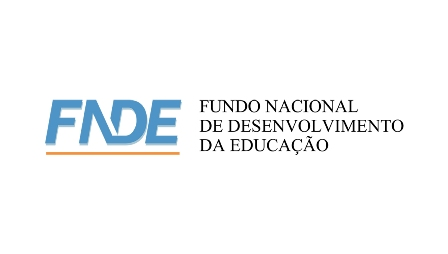 FNDE
FUNDO NACIONAL
DE DESENVOLVIMENTO
DA EDUCAÇÃO